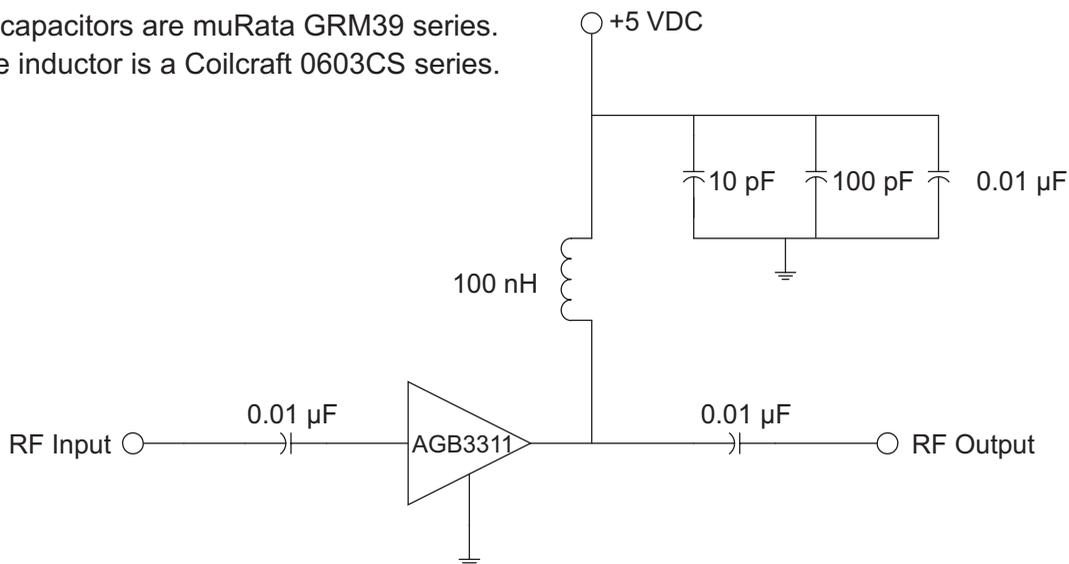 capacitors are muRata GRM39 series.
e inductor is a Coilcraft 0603CS series.
+5 VDC
10 pF
100 pF
0.01 µF
100 nH
0.01 µF
0.01 µF
RF Input
AGB3311
RF Output